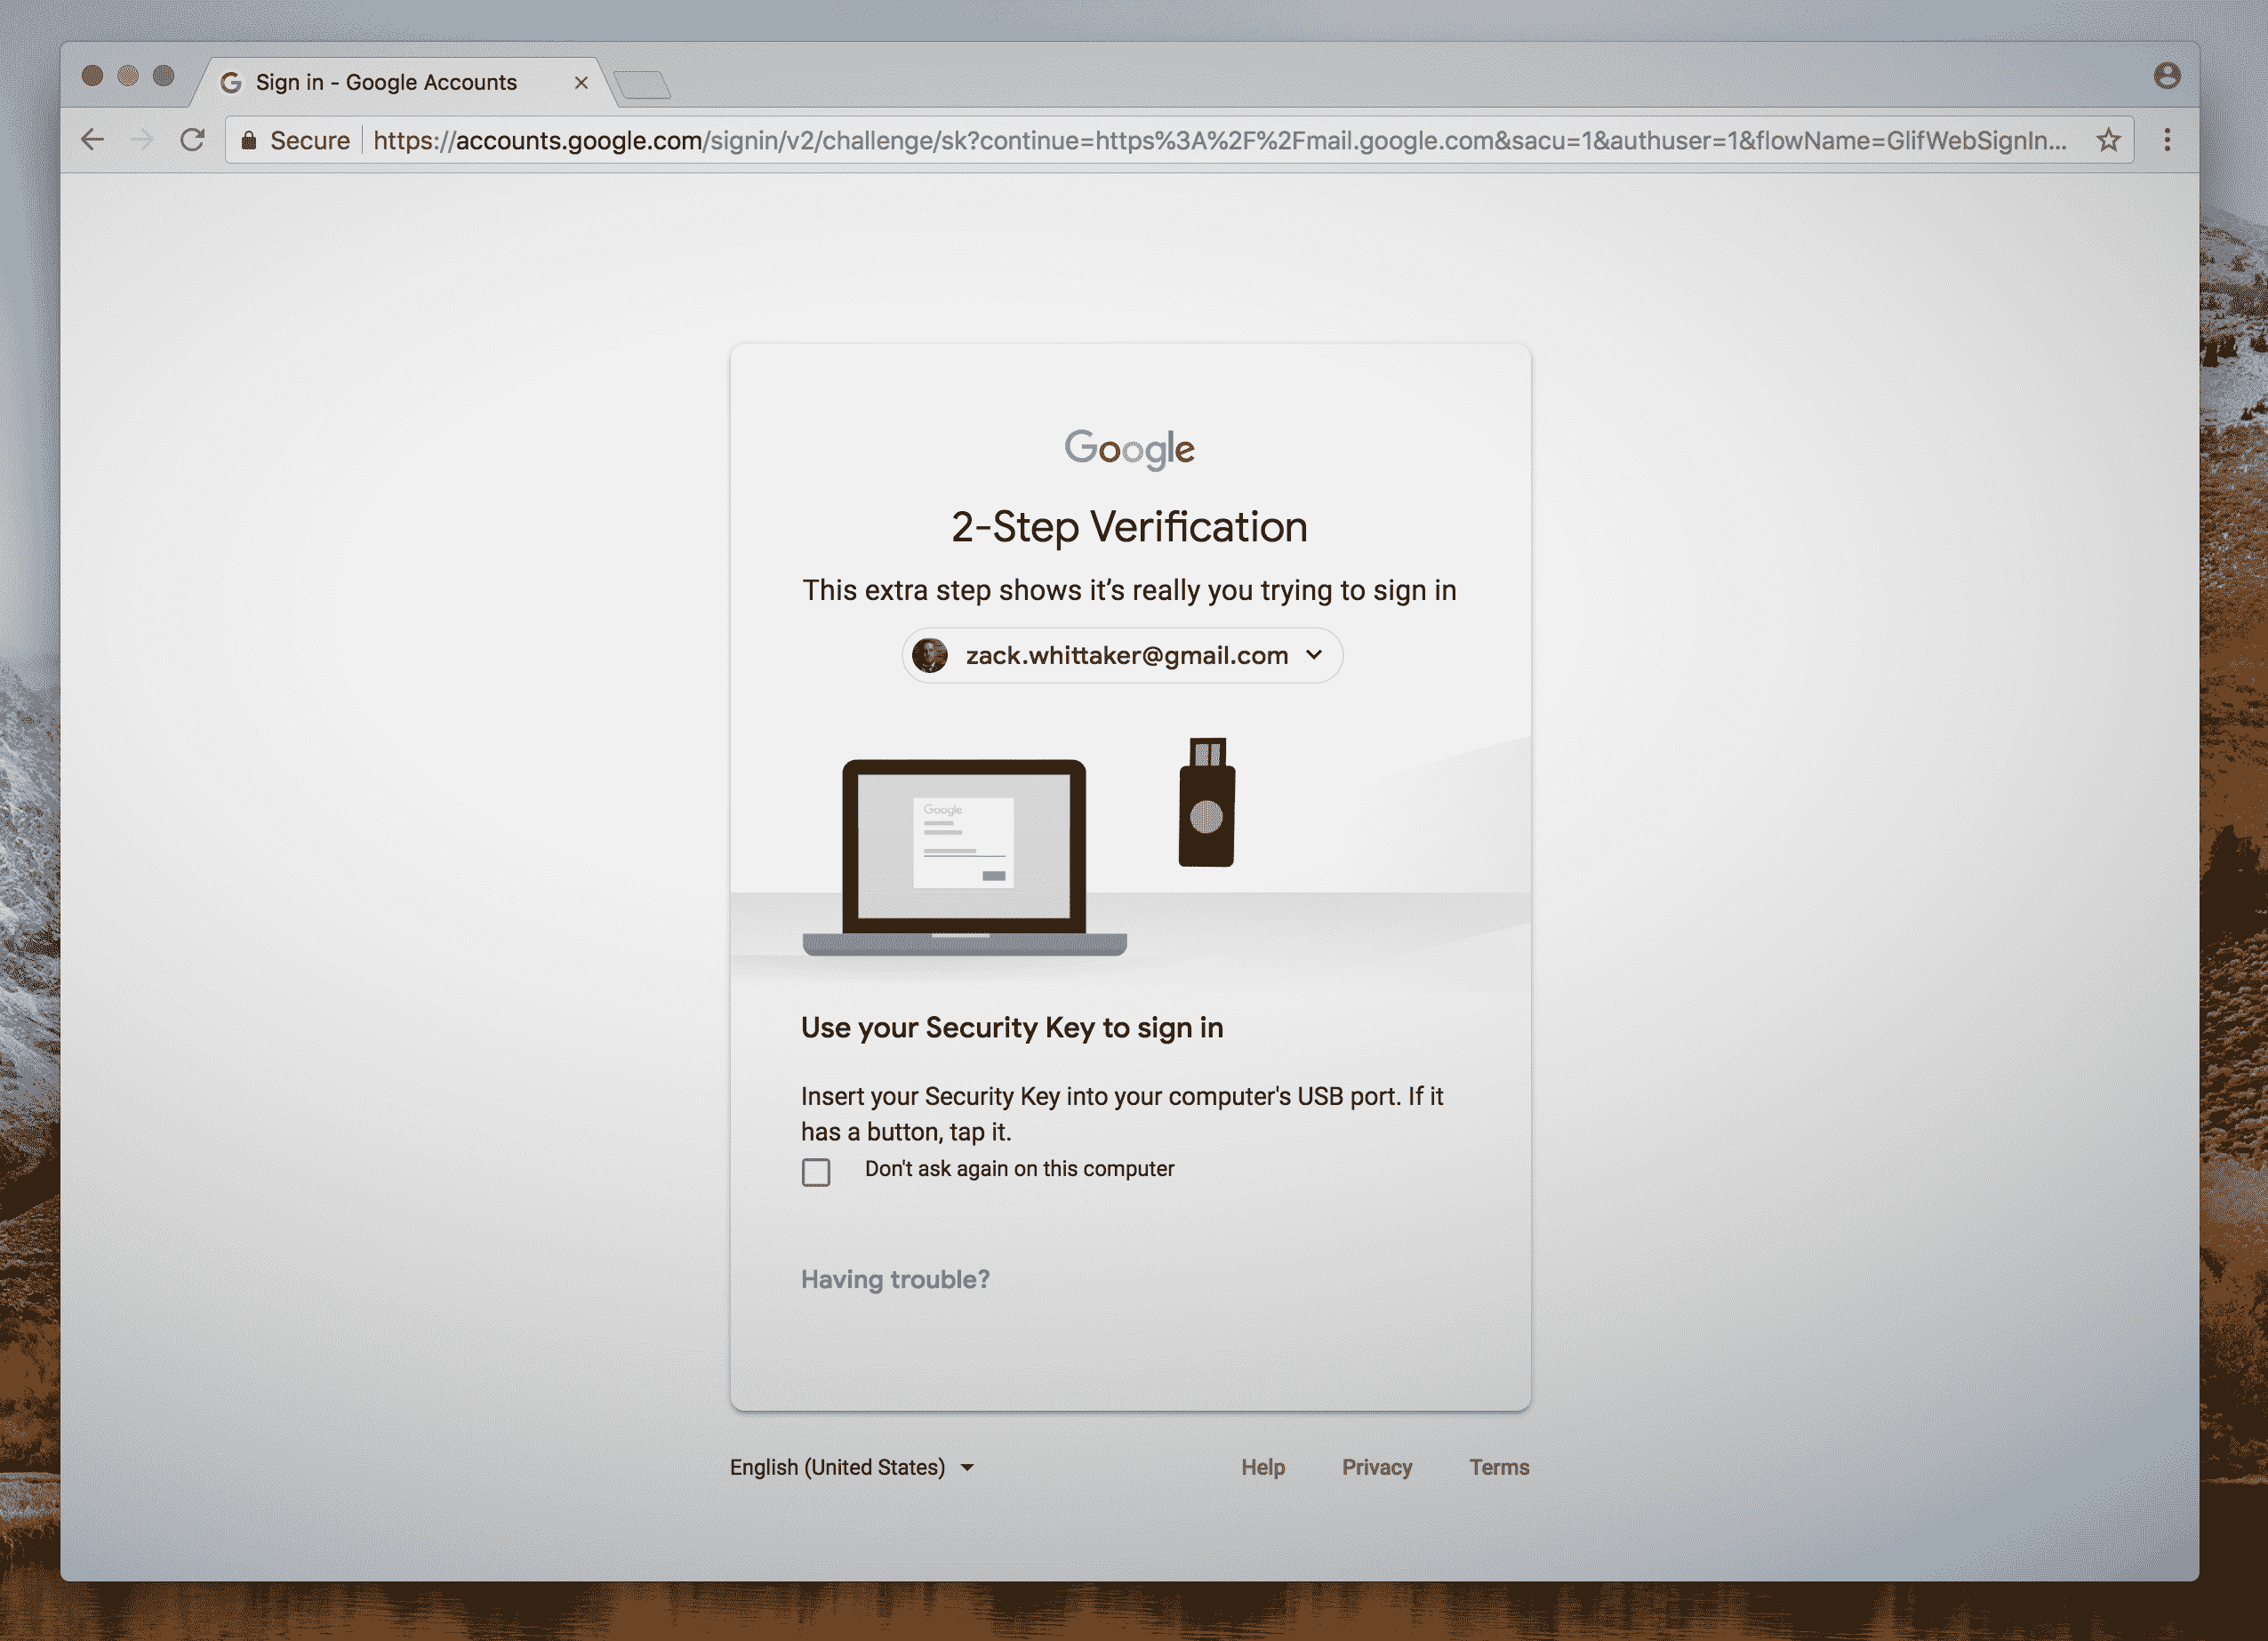 Sign in - Google Accounts
Secure https://accounts.google.com/signin/v2/challenge/sk?continue=https%3A%2F%2Fmail.google.com&sacu=1&authuser=1&flowName=GlifWebSignIn...
Google
2-Step Verification
This extra step shows it’s really you trying to sign in
zack.whittaker@gmail.com
Google
Use your Security Key to sign in
Insert your Security Key into your computer's USB port. If it
has a button, tap it.
Don't ask again on this computer
Having trouble?
English (United States) Help Privacy Terms